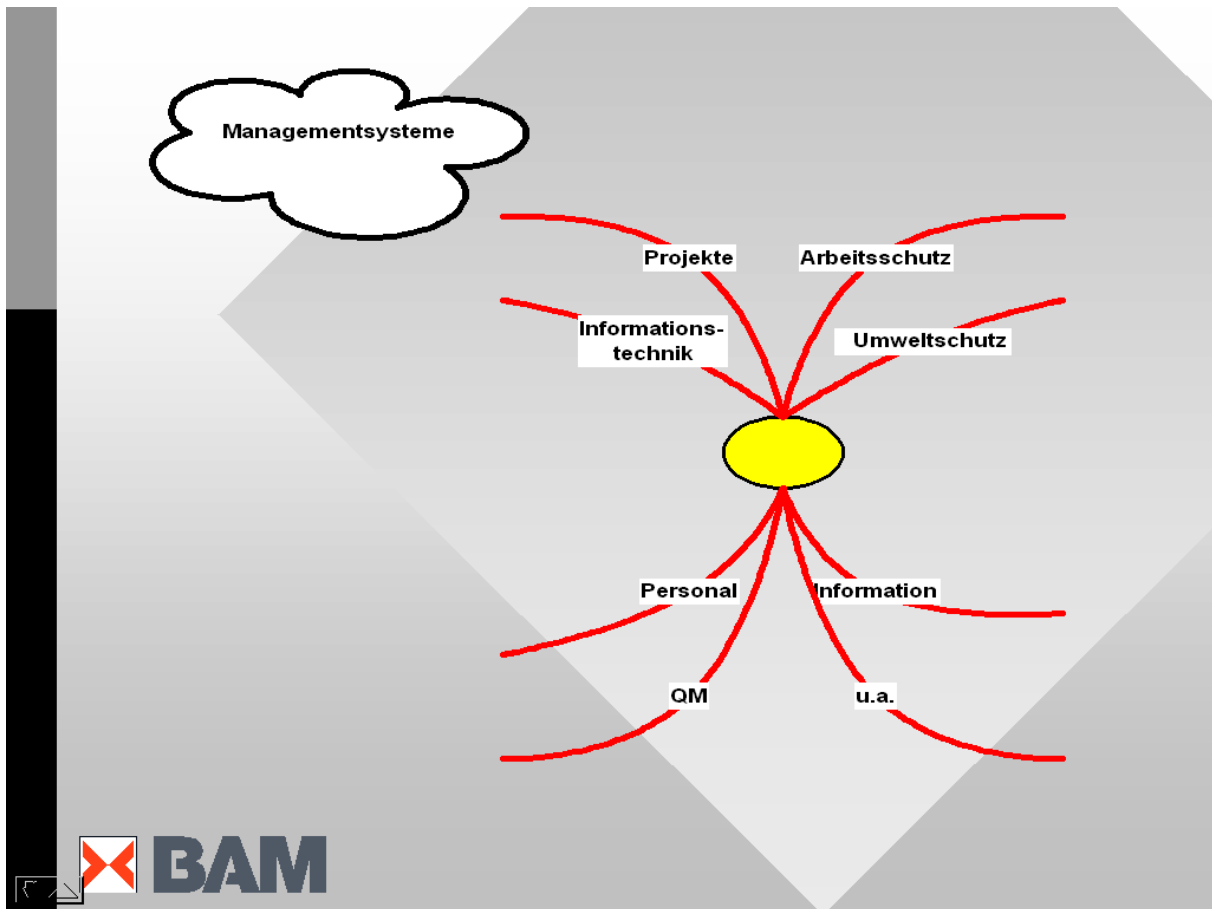 Managementsysteme
Projekte
Arbeitsschutz
Informations-
technik
Umweltschutz
Personal
Information
QM
u.a.
BAM